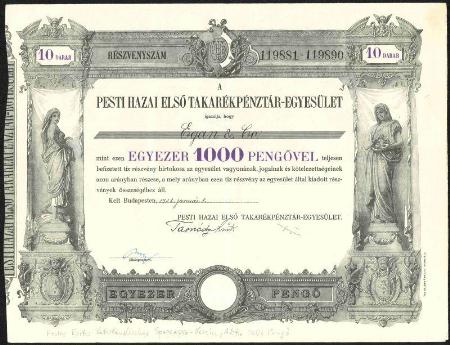 10 DARAB
RÉSZVÉNYSZÁM
119881-119890
10 DARAB
A
PESTI HAZAI ELSŐ TAKARÉKPÉNZTÁR-EGYESÜLET
igazolja, hogy
Egan & Co
mint ezen EGYEZER 1000 PENGŐVEL teljesen
befizetett tíz részvény birtokosa az egyesület vagyonának, jogainak és kötelezettségeinek
azon arányban részese, a mely arányban ezen tíz részvény az egyesület által kiadott rész-
vények összességéhez áll.
Kelt Budapesten,
PESTI HAZAI ELSŐ TAKARÉKPÉNZTÁR-EGYESÜLET.
EGYEZER
PENGŐ